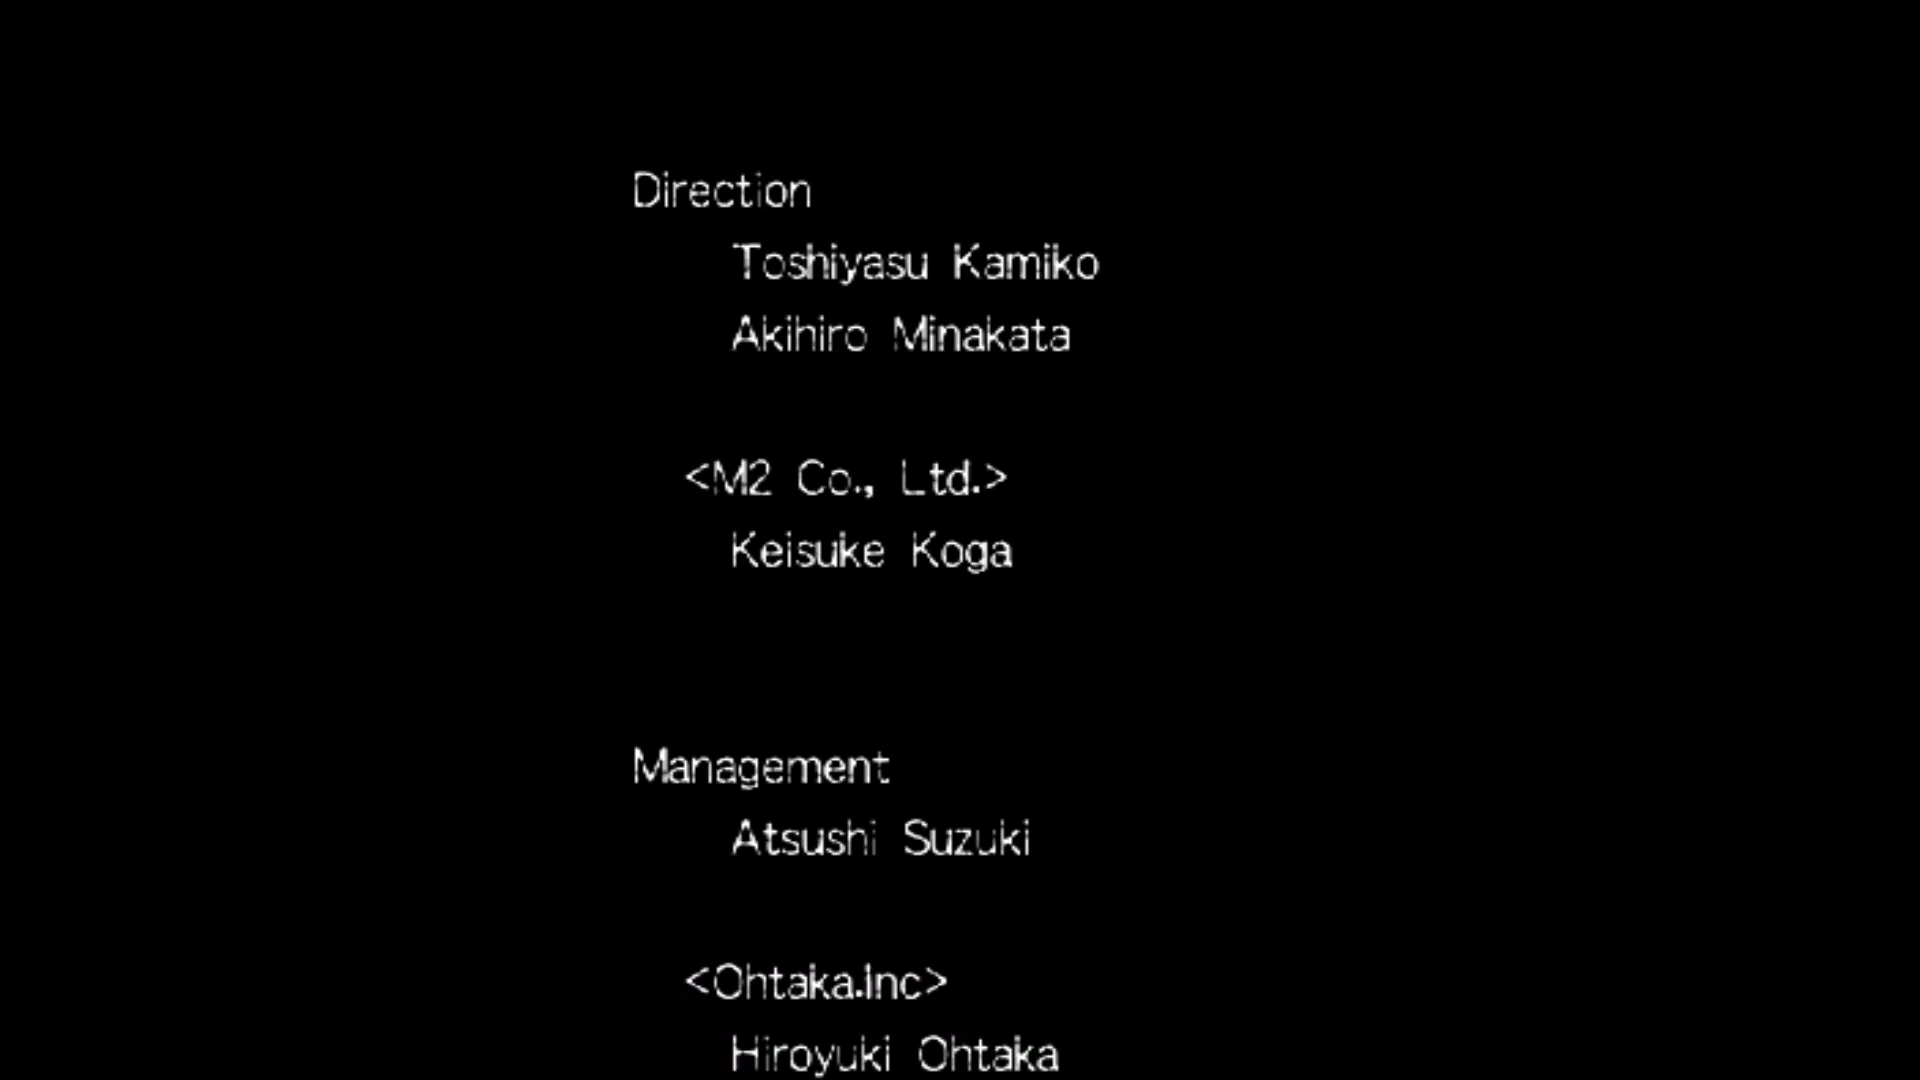 Direction
Toshiyasu Kamiko
Akihiro Minakata
<M2 Co., Ltd.>
Keisuke Koga
Management
Atsushi Suzuki
<Ohtaka.Inc>
Hiroyuki Ohtaka